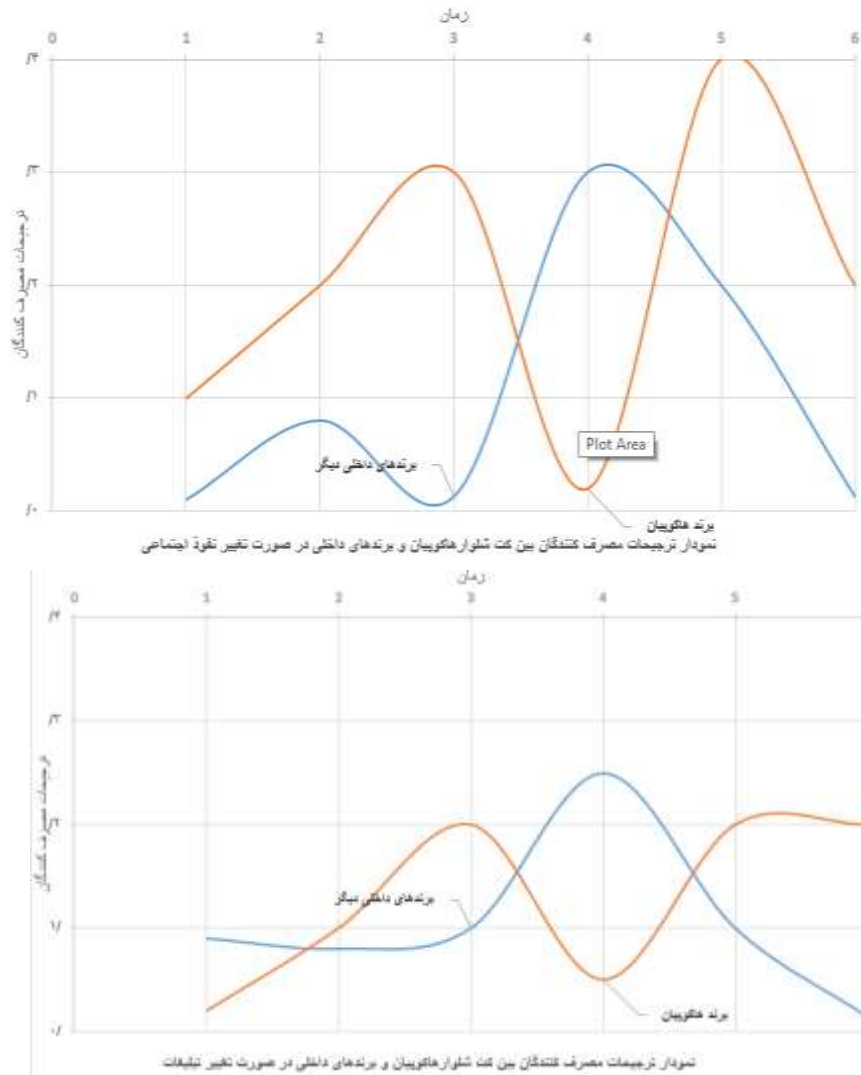 زمان
0 1 2 3 4 5 6
/۴
/۳
/۲
/۱
/۰
ترجیحات مصرف کنندگان
برندهای داخلی دیگر
Plot Area
برند هاکوپیان
نمودار ترجیحات مصرف کنندگان بین کت شلوارهاکوپیان و برندهای داخلی در صورت تغییر نفوذ اجتماعی
زمان
0 1 2 3 4 5
/۴
/۳
/۲
۱/
۰/
ترجیحات مصرف کنندگان
برندهای داخلی دیگر
برند هاکوپیان
نمودار ترجیحات مصرف کنندگان بین کت شلوارهاکوپیان و برندهای داخلی در صورت تغییر تبلیغات